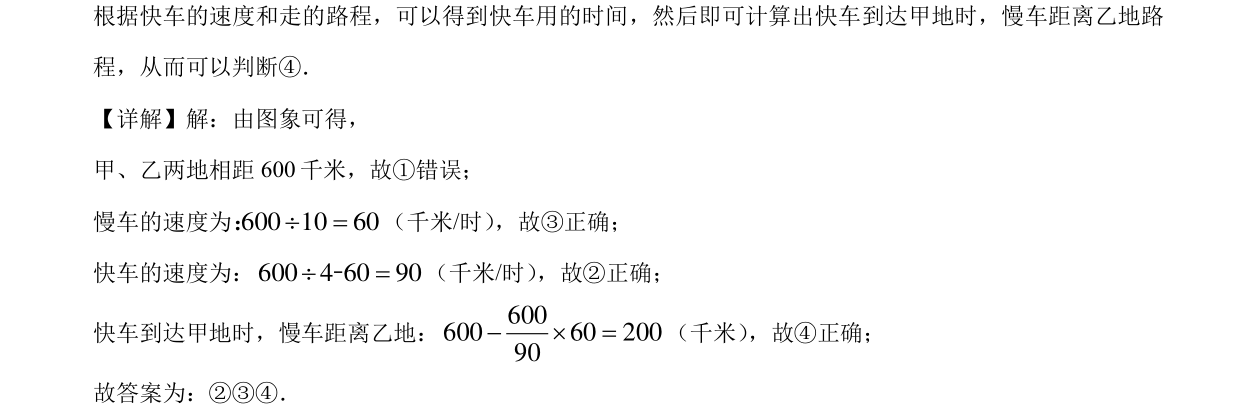 根据快车的速度和走的路程，可以得到快车用的时间，然后即可计算出快车到达甲地时，慢车距离乙地路
程，从而可以判断④．
【详解】解：由图象可得，
甲、乙两地相距 600 千米，故①错误；
慢车的速度为:600÷10＝60（千米/时），故③正确；
快车的速度为：600÷4-60＝90（千米/时），故②正确；
快车到达甲地时，慢车距离乙地：600－\frac{600}{90}×60＝200（千米），故④正确；
故答案为：②③④．